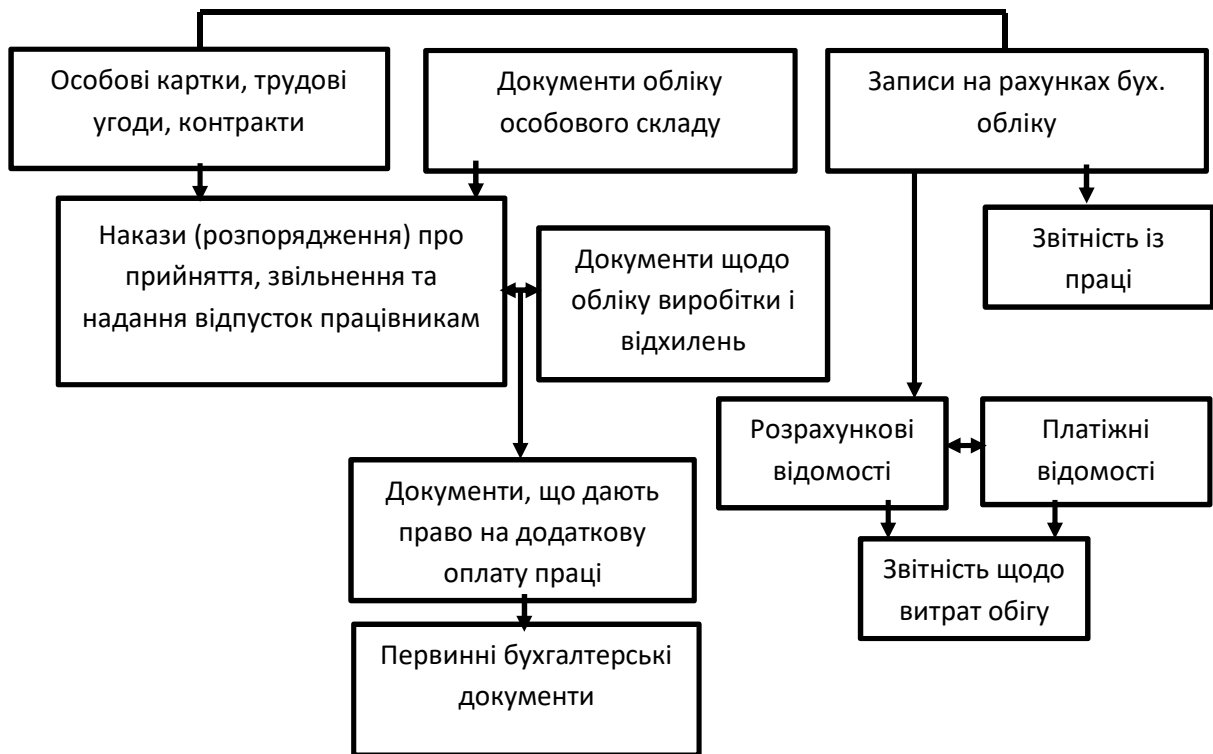 Особові картки, трудові
угоди, контракти
Документи обліку
особового складу
Записи на рахунках бух.
обліку
Накази (розпорядження) про
прийняття, звільнення та
надання відпусток працівникам
Документи щодо
обліку виробітки і
відхилень
Звітність із
праці
Розрахункові
відомості
Платіжні
відомості
Документи, що дають
право на додаткову
оплату праці
Звітність щодо
витрат обігу
Первинні бухгалтерські
документи